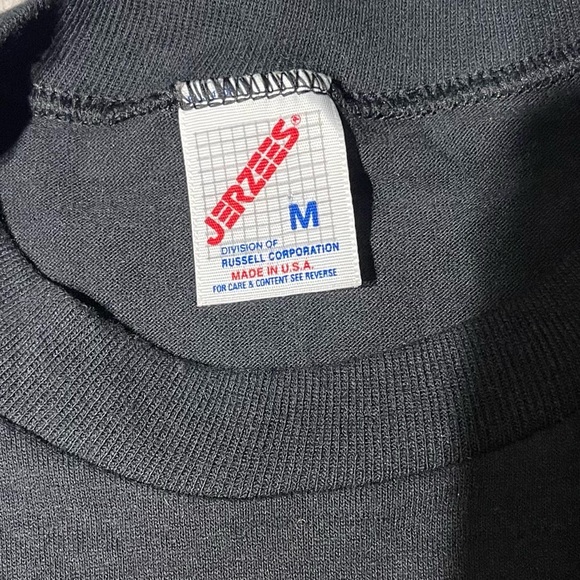 JERZEES®
M
DIVISION OF
RUSSELL CORPORATION
MADE IN U.S.A.
FOR CARE & CONTENT SEE REVERSE